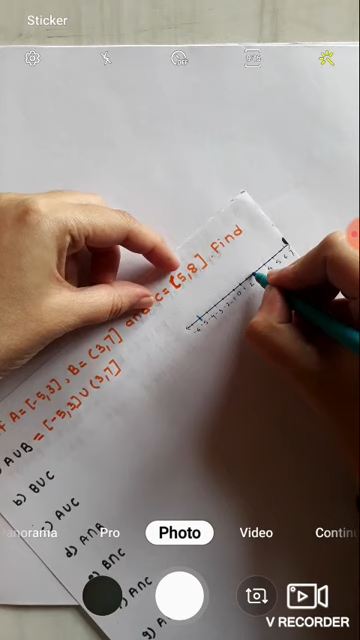 Sticker
If A = [-5,3], B = (3,7] and C = [5,8]. Find
a) A∪B = [-5,3] ∪ (3,7]
b) B∪C
c) A∪C
d) A∩B
e) B∩C
f) A∩C
g) A
Panorama Pro Photo Video Contin
V RECORDER